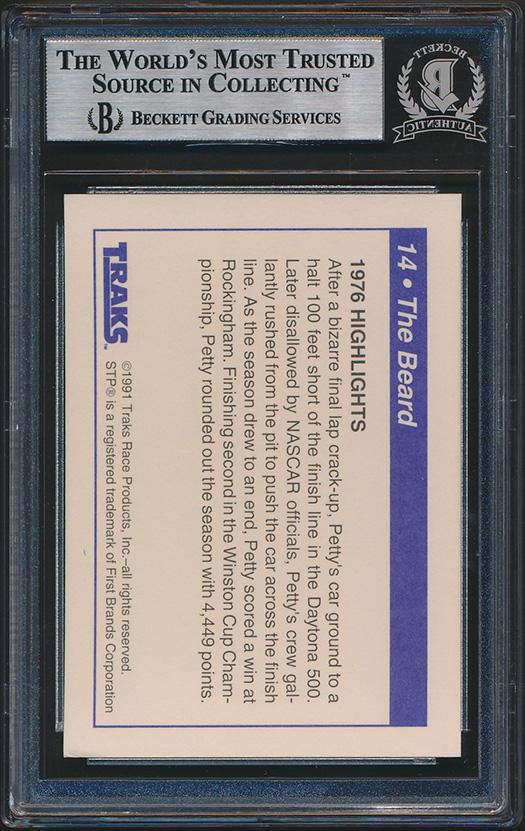 THE WORLD'S MOST TRUSTED
SOURCE IN COLLECTING™
B BECKETT GRADING SERVICES
BECKETT
B
AUTHENTIC
14 • The Beard
1976 HIGHLIGHTS
After a bizarre final lap crack-up, Petty's car ground to a
halt 100 feet short of the finish line in the Daytona 500.
Later disallowed by NASCAR officials, Petty's crew gal-
lantly rushed from the pit to push the car across the finish
line. As the season drew to an end, Petty scored a win at
Rockingham. Finishing second in the Winston Cup Cham-
pionship, Petty rounded out the season with 4,449 points.
TRAKS™
©1991 Traks Race Products, Inc.–all rights reserved.
STP® is a registered trademark of First Brands Corporation